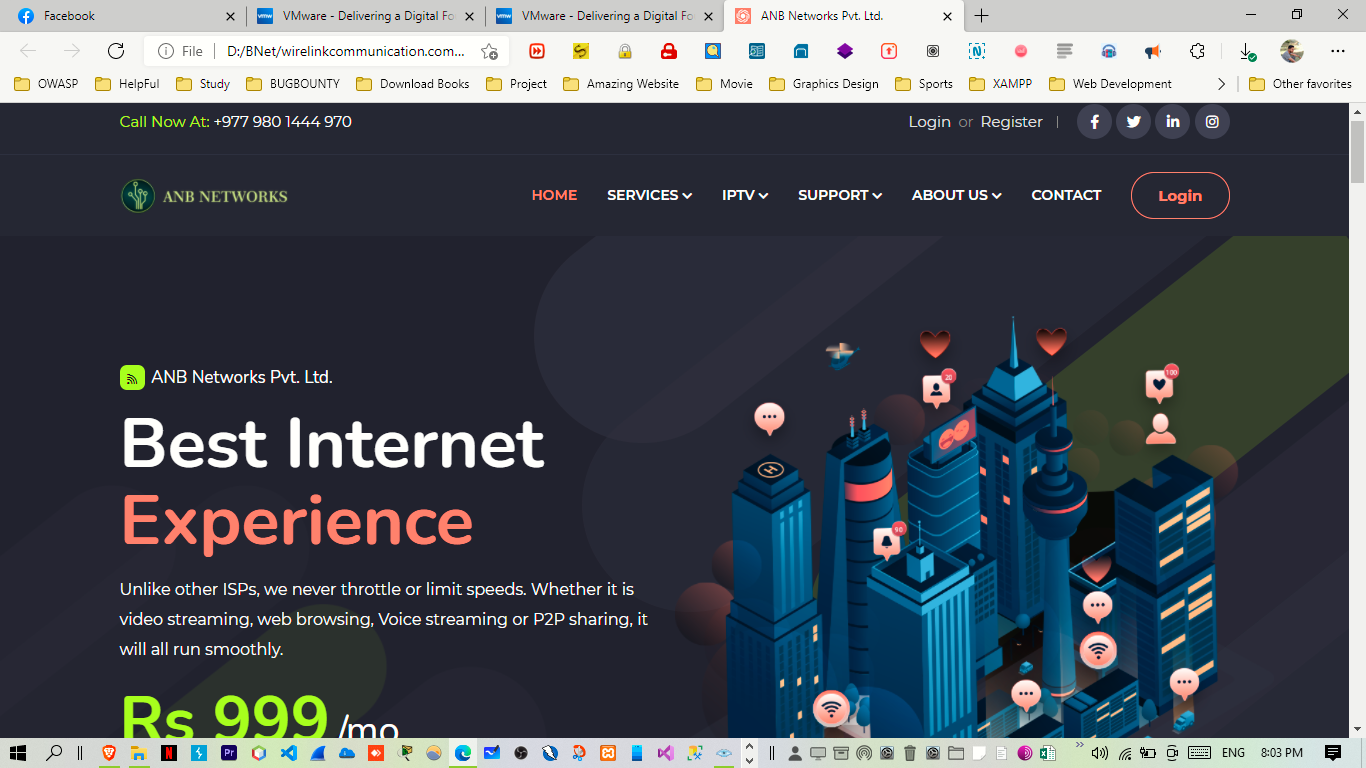 Facebook
VMware - Delivering a Digital Fo
VMware - Delivering a Digital Fo
ANB Networks Pvt. Ltd.
File D:/BNet/wirelinkcommunication.com...
OWASP HelpFul Study BUGBOUNTY Download Books Project Amazing Website Movie Graphics Design Sports XAMPP Web Development Other favorites
Call Now At: +977 980 1444 970
Login or Register
ANB NETWORKS
HOME SERVICES IPTV SUPPORT ABOUT US CONTACT Login
ANB Networks Pvt. Ltd.
Best Internet
Experience
Unlike other ISPs, we never throttle or limit speeds. Whether it is
video streaming, web browsing, Voice streaming or P2P sharing, it
will all run smoothly.
Rs 999 /mo
20
100
H
90
ENG 8:03 PM